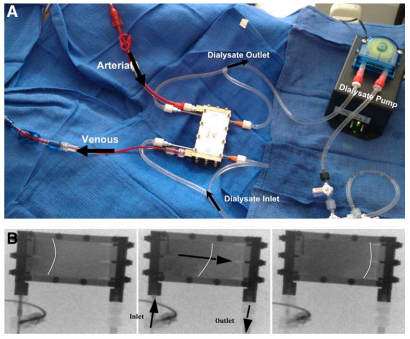 A
Arterial
Dialysate Outlet
Dialysate Pump
Venous
Dialysate Inlet
B
Inlet
Outlet